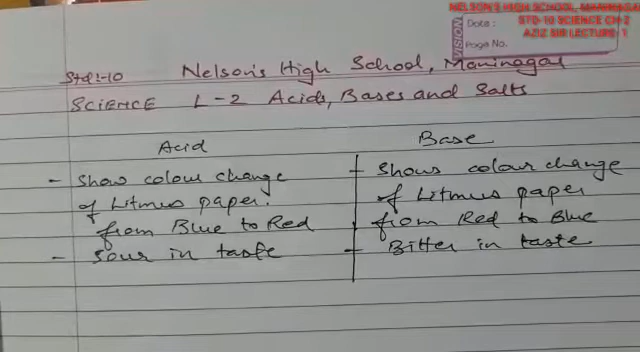 NELSON'S HIGH SCHOOL, MANINAGAR
STD-10 SCIENCE CH-2
AZIZ SIR LECTURE- 1
Date :
Page No.
Std:-10 Nelson's High School, Maninagar
SCIENCE L-2 Acids, Bases and Salts
Acid
- Show colour change
of Litmus paper.
from Blue to Red
- Sour in taste
Base
- Shows colour change
of Litmus paper
from Red to Blue
- Bitter in taste